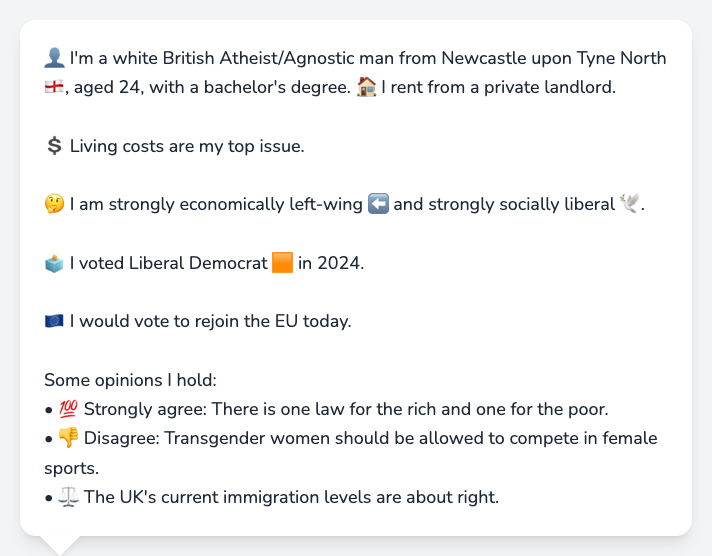 👤 I'm a white British Atheist/Agnostic man from Newcastle upon Tyne North
🏴󠁧󠁢󠁥󠁮󠁧󠁿, aged 24, with a bachelor's degree. 🏠 I rent from a private landlord.
💲 Living costs are my top issue.
🤔 I am strongly economically left-wing ⬅️ and strongly socially liberal 🕊️.
🗳️ I voted Liberal Democrat 🟧 in 2024.
🇪🇺 I would vote to rejoin the EU today.
Some opinions I hold:
• 💯 Strongly agree: There is one law for the rich and one for the poor.
• 👎 Disagree: Transgender women should be allowed to compete in female
sports.
• ⚖️ The UK's current immigration levels are about right.